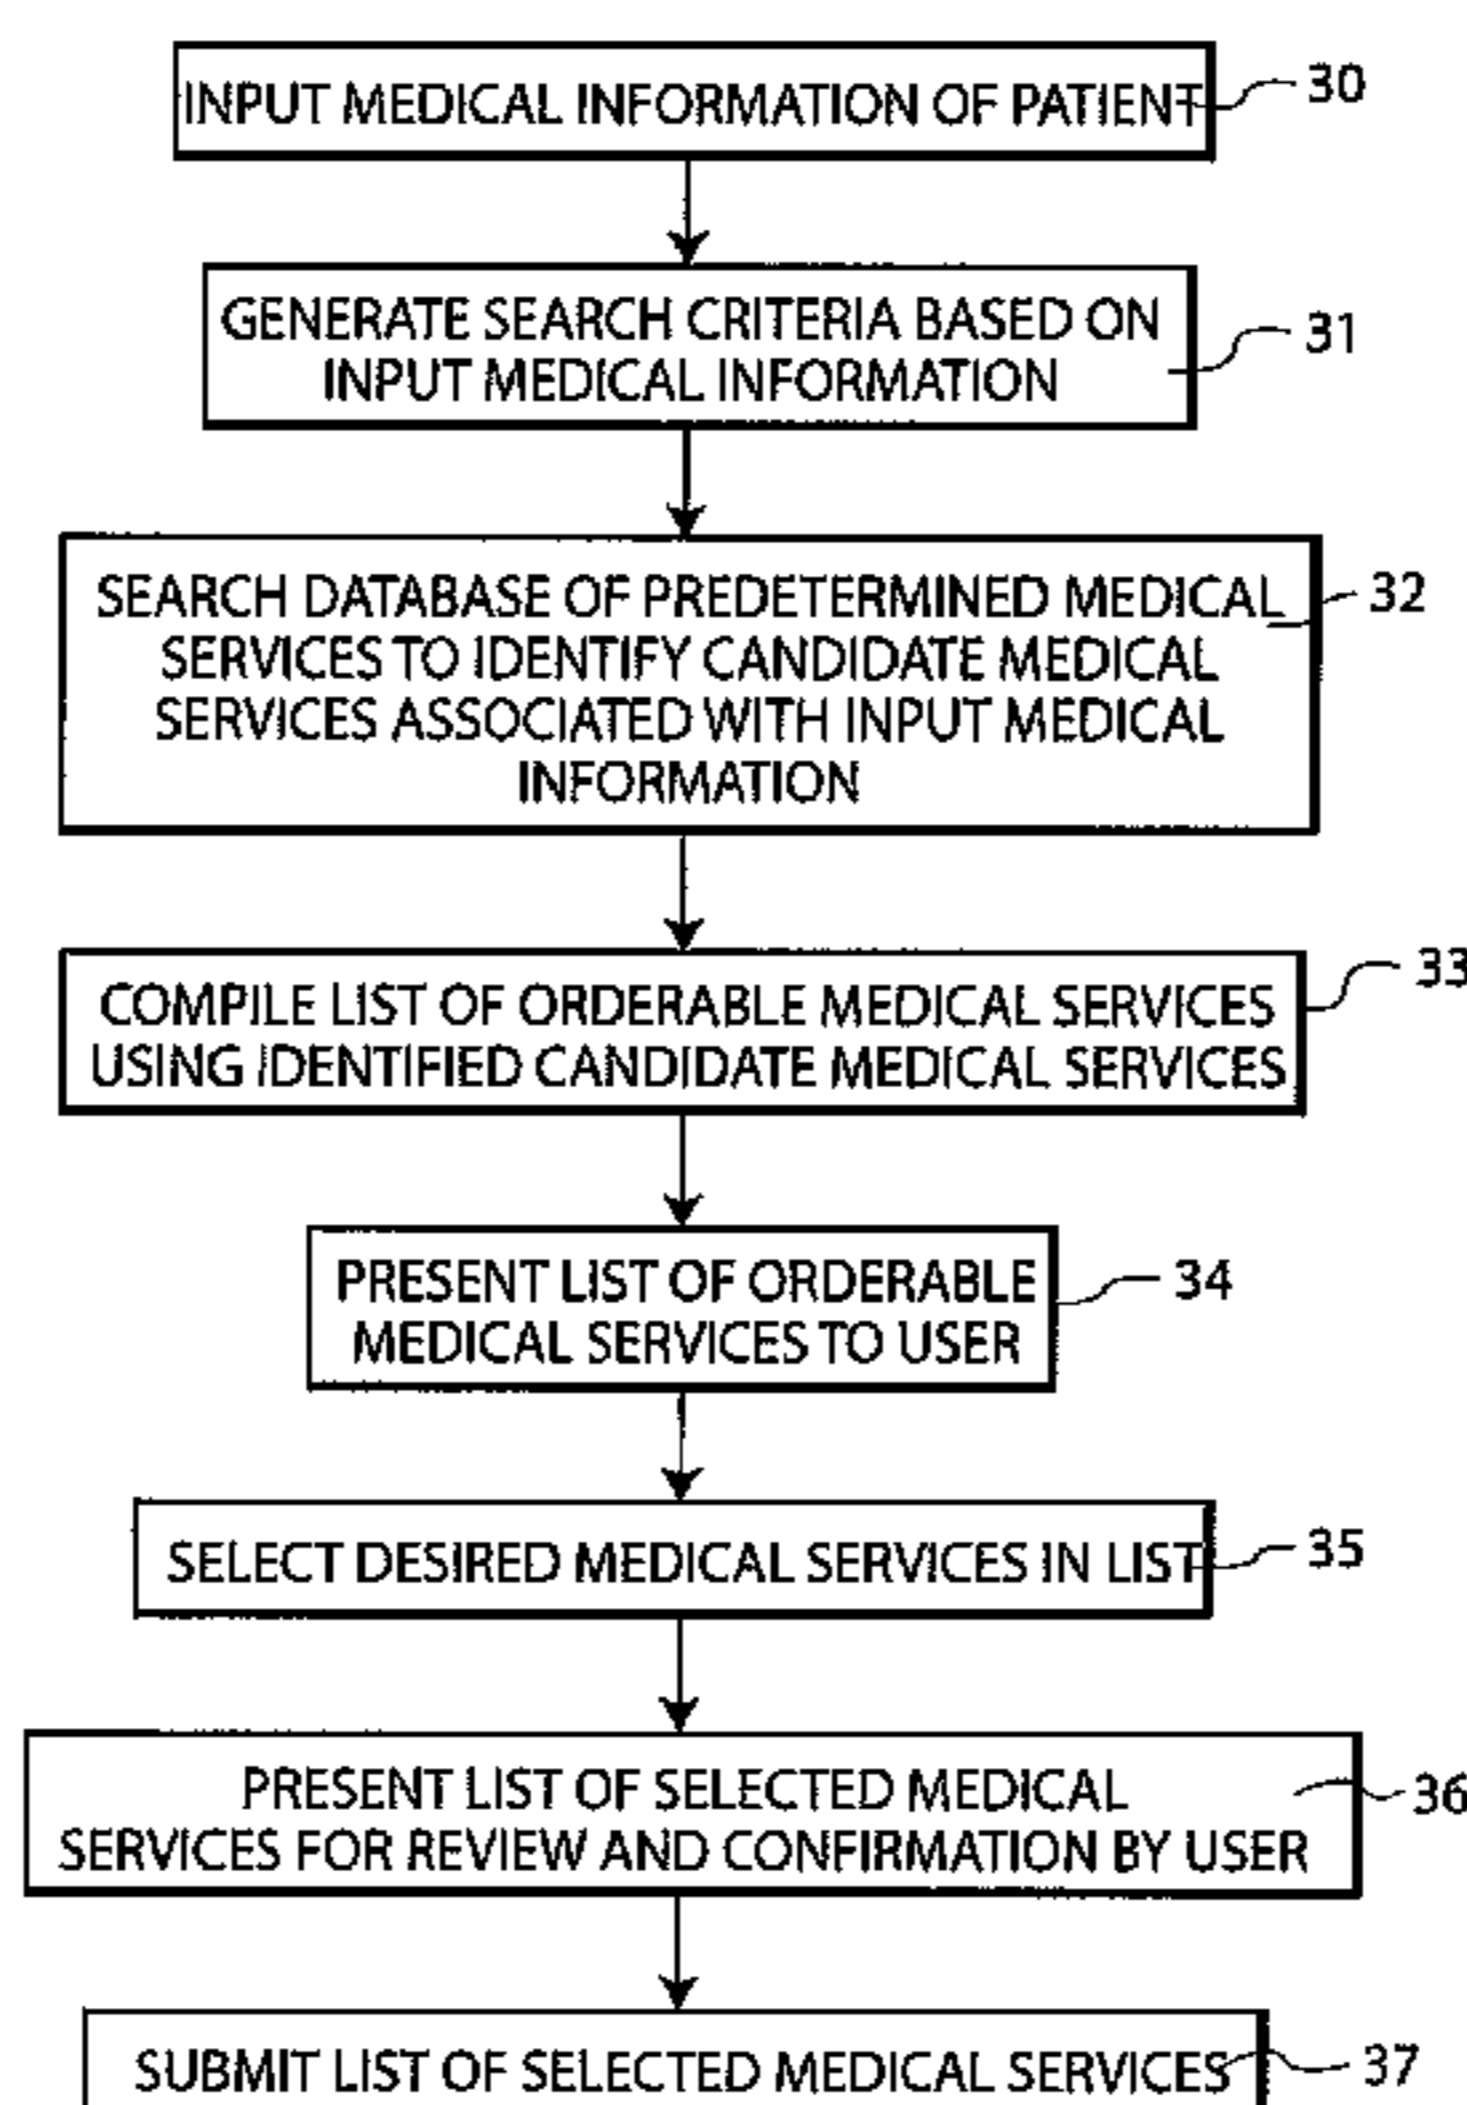 INPUT MEDICAL INFORMATION OF PATIENT
30
GENERATE SEARCH CRITERIA BASED ON
INPUT MEDICAL INFORMATION
31
SEARCH DATABASE OF PREDETERMINED MEDICAL
SERVICES TO IDENTIFY CANDIDATE MEDICAL
SERVICES ASSOCIATED WITH INPUT MEDICAL
INFORMATION
32
COMPILE LIST OF ORDERABLE MEDICAL SERVICES
USING IDENTIFIED CANDIDATE MEDICAL SERVICES
33
PRESENT LIST OF ORDERABLE
MEDICAL SERVICES TO USER
34
SELECT DESIRED MEDICAL SERVICES IN LIST
35
PRESENT LIST OF SELECTED MEDICAL
SERVICES FOR REVIEW AND CONFIRMATION BY USER
36
SUBMIT LIST OF SELECTED MEDICAL SERVICES
37